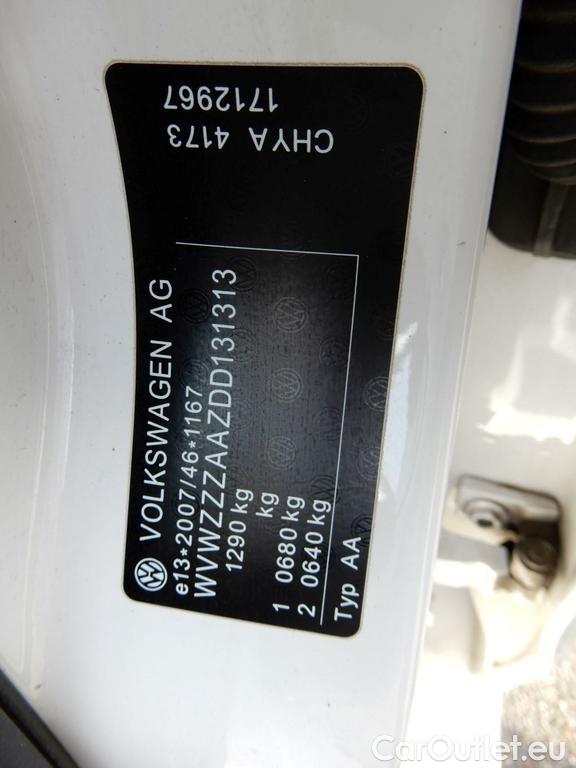 VOLKSWAGEN AG
e13*2007/46*1167
WVWZZZAAZDD131313
1290 kg
kg
1 0680 kg
2 0640 kg
Typ AA
CHYA 4173
1712967
CarOutlet.eu